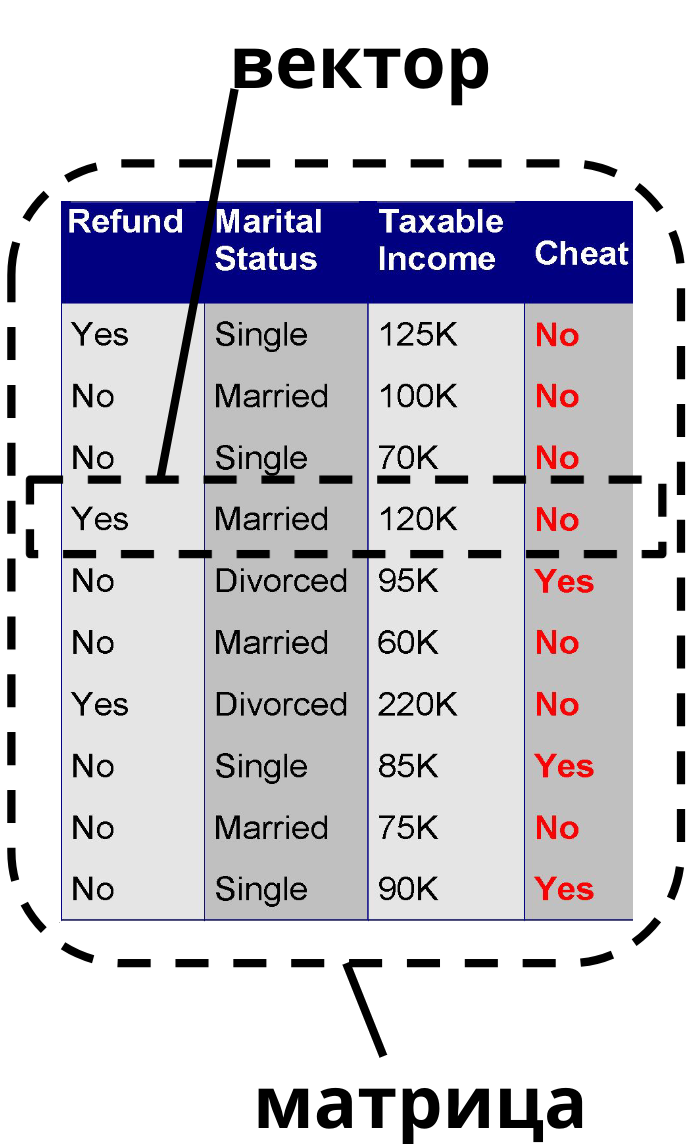 вектор
Refund Marital Status Taxable Income Cheat
Yes Single 125K No
No Married 100K No
No Single 70K No
Yes Married 120K No
No Divorced 95K Yes
No Married 60K No
Yes Divorced 220K No
No Single 85K Yes
No Married 75K No
No Single 90K Yes
матрица